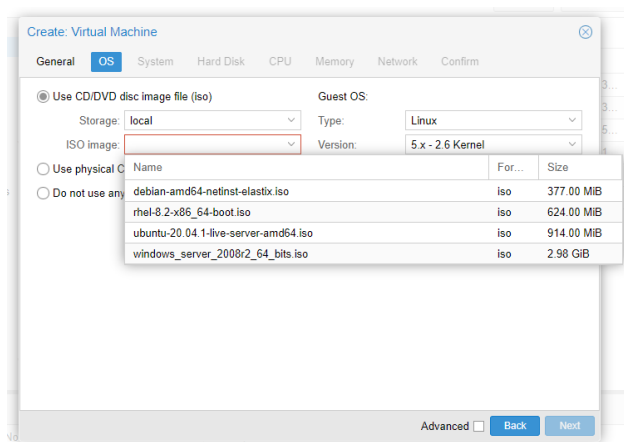 Create: Virtual Machine
General OS System Hard Disk CPU Memory Network Confirm
Use CD/DVD disc image file (iso) Guest OS:
Storage: local Type: Linux
ISO image: Version: 5.x - 2.6 Kernel
Use physical C
Do not use any
Name For... Size
debian-amd64-netinst-elastix.iso iso 377.00 MiB
rhel-8.2-x86_64-boot.iso iso 624.00 MiB
ubuntu-20.04.1-live-server-amd64.iso iso 914.00 MiB
windows_server_2008r2_64_bits.iso iso 2.98 GiB
Advanced Back Next